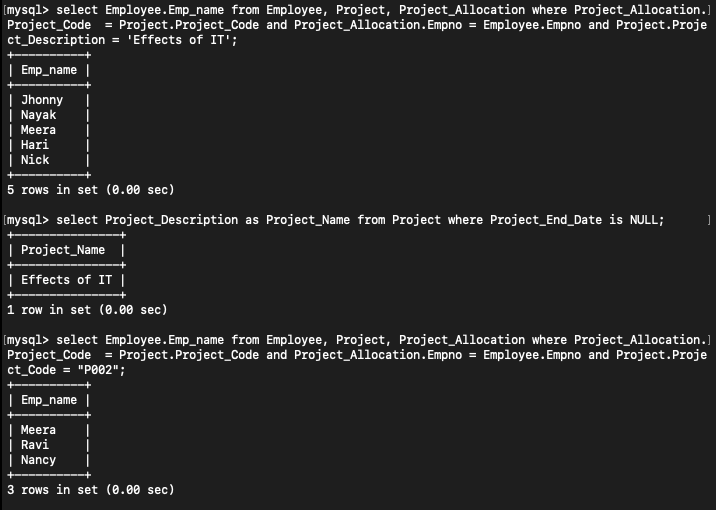 [mysql> select Employee.Emp_name from Employee, Project, Project_Allocation where Project_Allocation.]
Project_Code  = Project.Project_Code and Project_Allocation.Empno = Employee.Empno and Project.Proje
ct_Description = 'Effects of IT';
+----------+
| Emp_name |
+----------+
| Jhonny   |
| Nayak    |
| Meera    |
| Hari     |
| Nick     |
+----------+
5 rows in set (0.00 sec)
[mysql> select Project_Description as Project_Name from Project where Project_End_Date is NULL;      ]
+---------------+
| Project_Name  |
+---------------+
| Effects of IT |
+---------------+
1 row in set (0.00 sec)
[mysql> select Employee.Emp_name from Employee, Project, Project_Allocation where Project_Allocation.]
Project_Code  = Project.Project_Code and Project_Allocation.Empno = Employee.Empno and Project.Proje
ct_Code = "P002";
+----------+
| Emp_name |
+----------+
| Meera    |
| Ravi     |
| Nancy    |
+----------+
3 rows in set (0.00 sec)